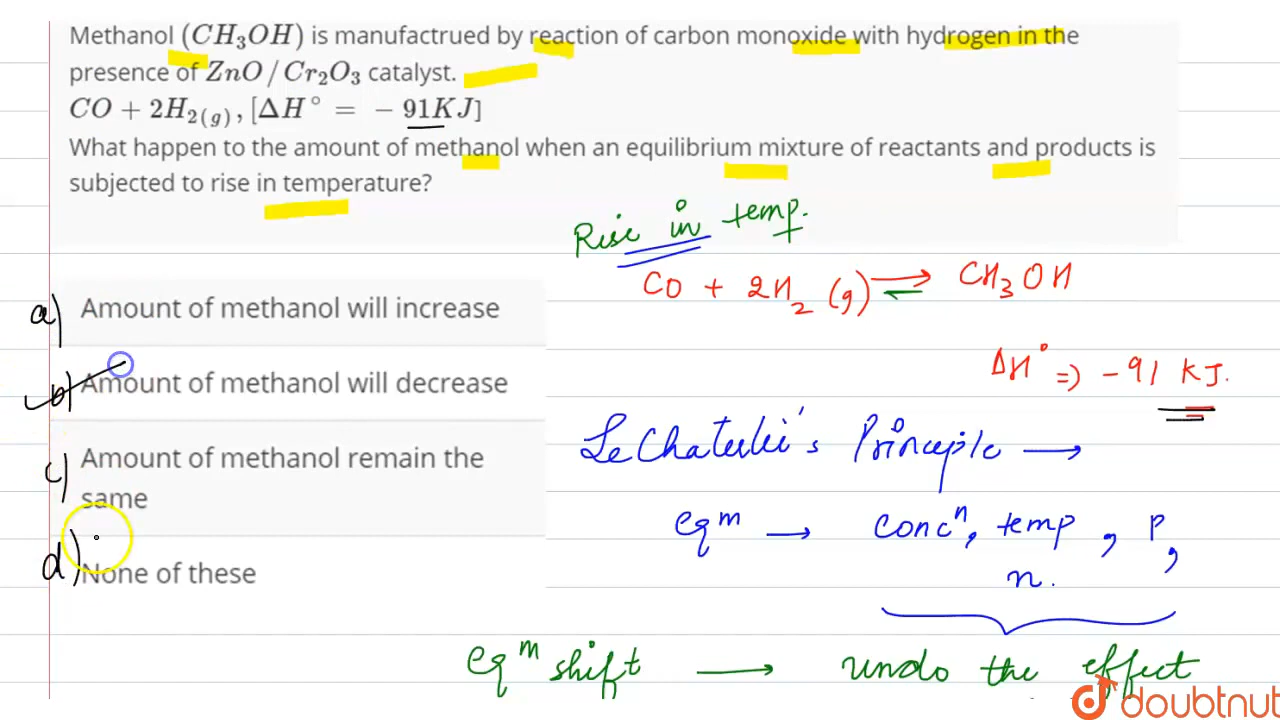 Methanol (CH₃OH) is manufactrued by reaction of carbon monoxide with hydrogen in the
presence of ZnO / Cr₂O₃ catalyst.
CO + 2H₂₍g₎, [ΔH° = − 91KJ]
What happen to the amount of methanol when an equilibrium mixture of reactants and products is
subjected to rise in temperature?
Rise in temp.
CO + 2H₂ (g) ⇌ CH₃OH
ΔH° ⇒ - 91 KJ.
a) Amount of methanol will increase
b) Amount of methanol will decrease
c) Amount of methanol remain the
same
d) None of these
LeChatelier's Principle →
eqᵐ → concⁿ, temp, P,
n.
eqᵐ shift → undo the effect
doubtnut